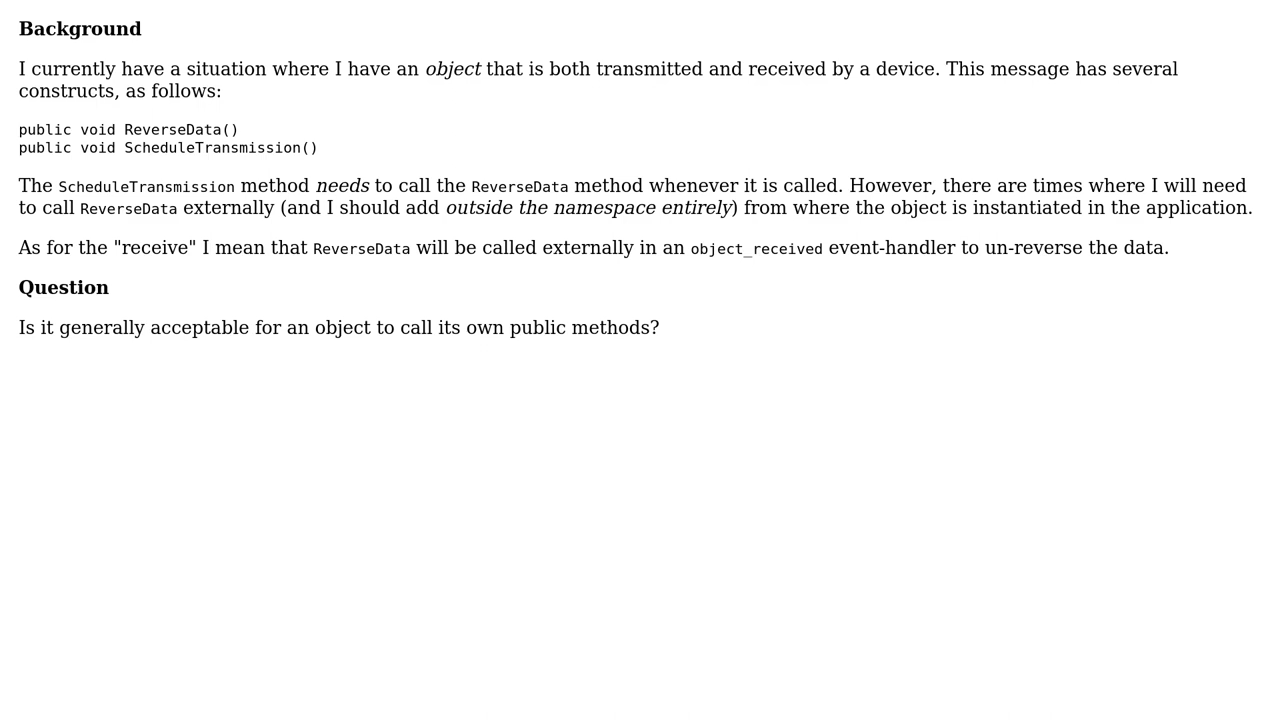 Background
I currently have a situation where I have an object that is both transmitted and received by a device. This message has several
constructs, as follows:
public void ReverseData()
public void ScheduleTransmission()
The ScheduleTransmission method needs to call the ReverseData method whenever it is called. However, there are times where I will need
to call ReverseData externally (and I should add outside the namespace entirely) from where the object is instantiated in the application.
As for the "receive" I mean that ReverseData will be called externally in an object_received event-handler to un-reverse the data.
Question
Is it generally acceptable for an object to call its own public methods?